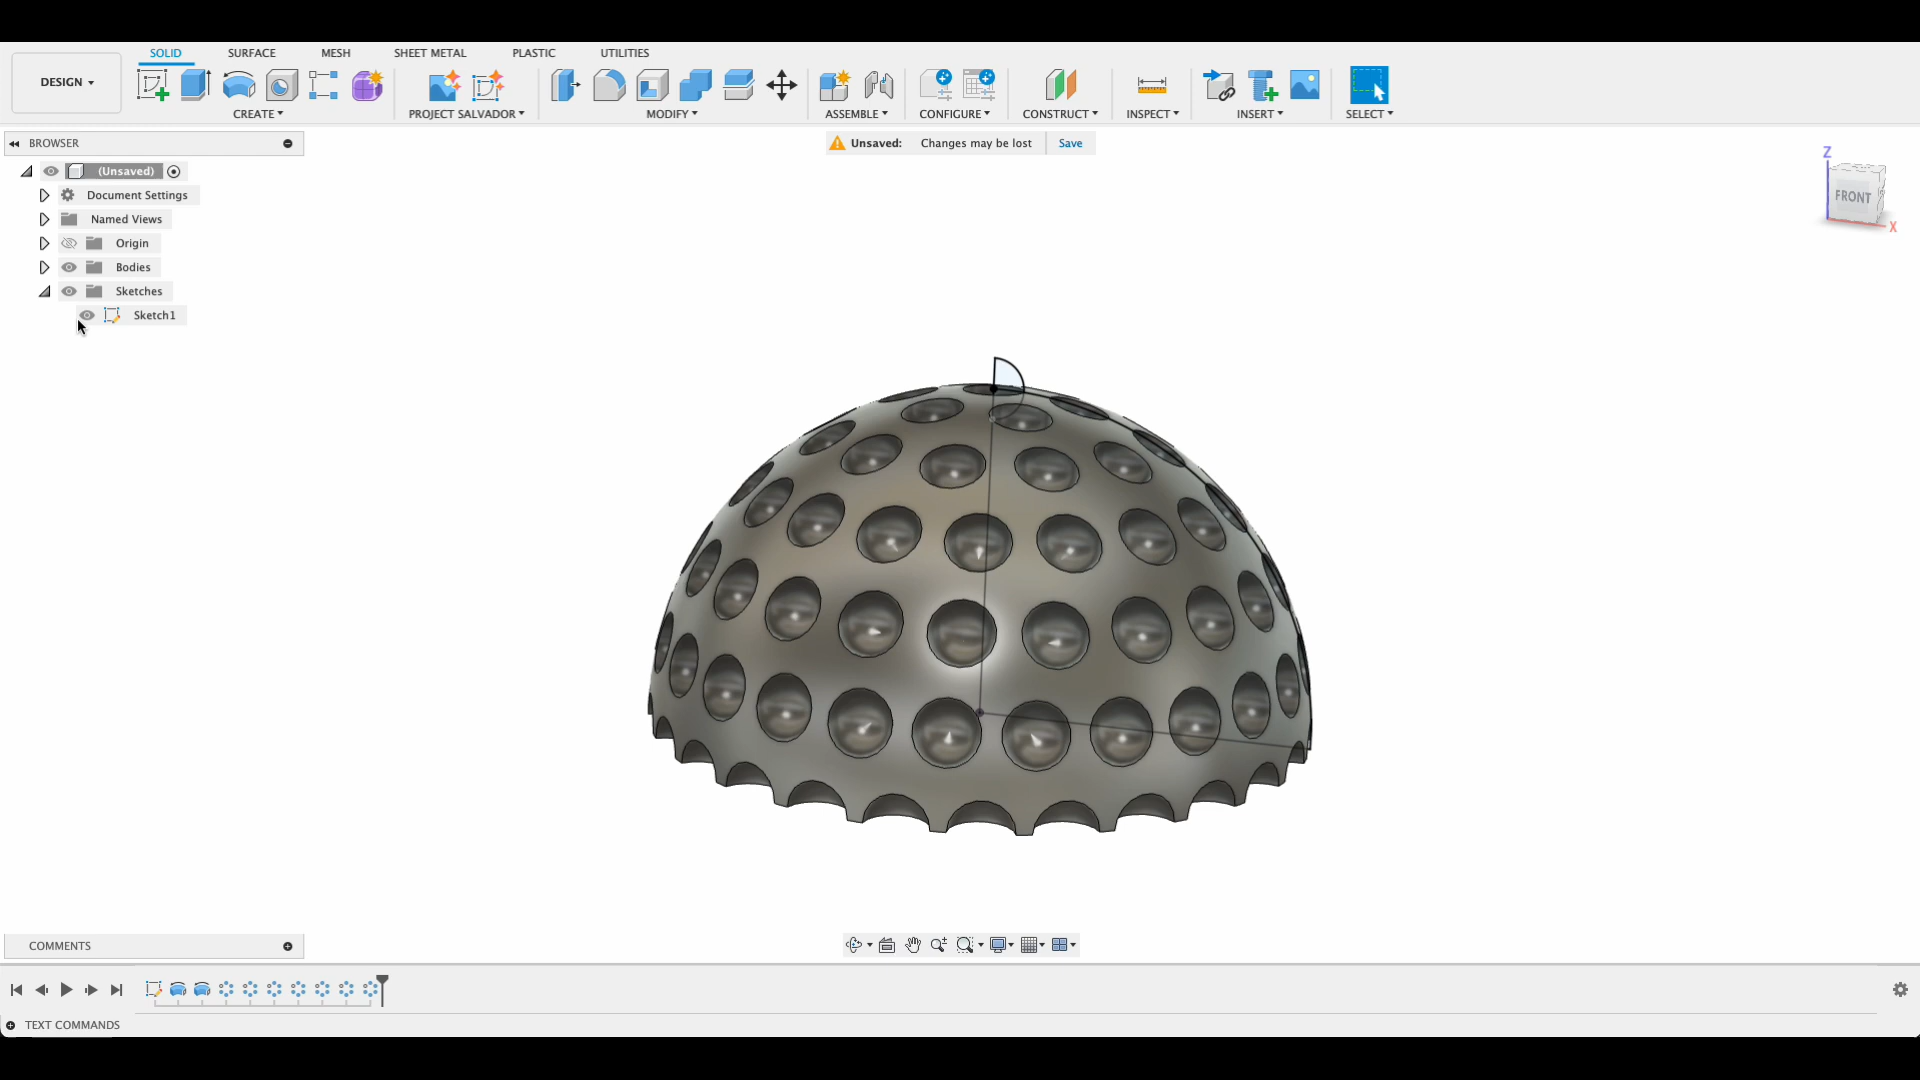 SOLID SURFACE MESH SHEET METAL PLASTIC UTILITIES
DESIGN
CREATE PROJECT SALVADOR MODIFY ASSEMBLE CONFIGURE CONSTRUCT INSPECT INSERT SELECT
BROWSER
Unsaved: Changes may be lost Save
(Unsaved)
Document Settings
Named Views
Origin
Bodies
Sketches
Sketch1
Z
FRONT
X
COMMENTS
TEXT COMMANDS